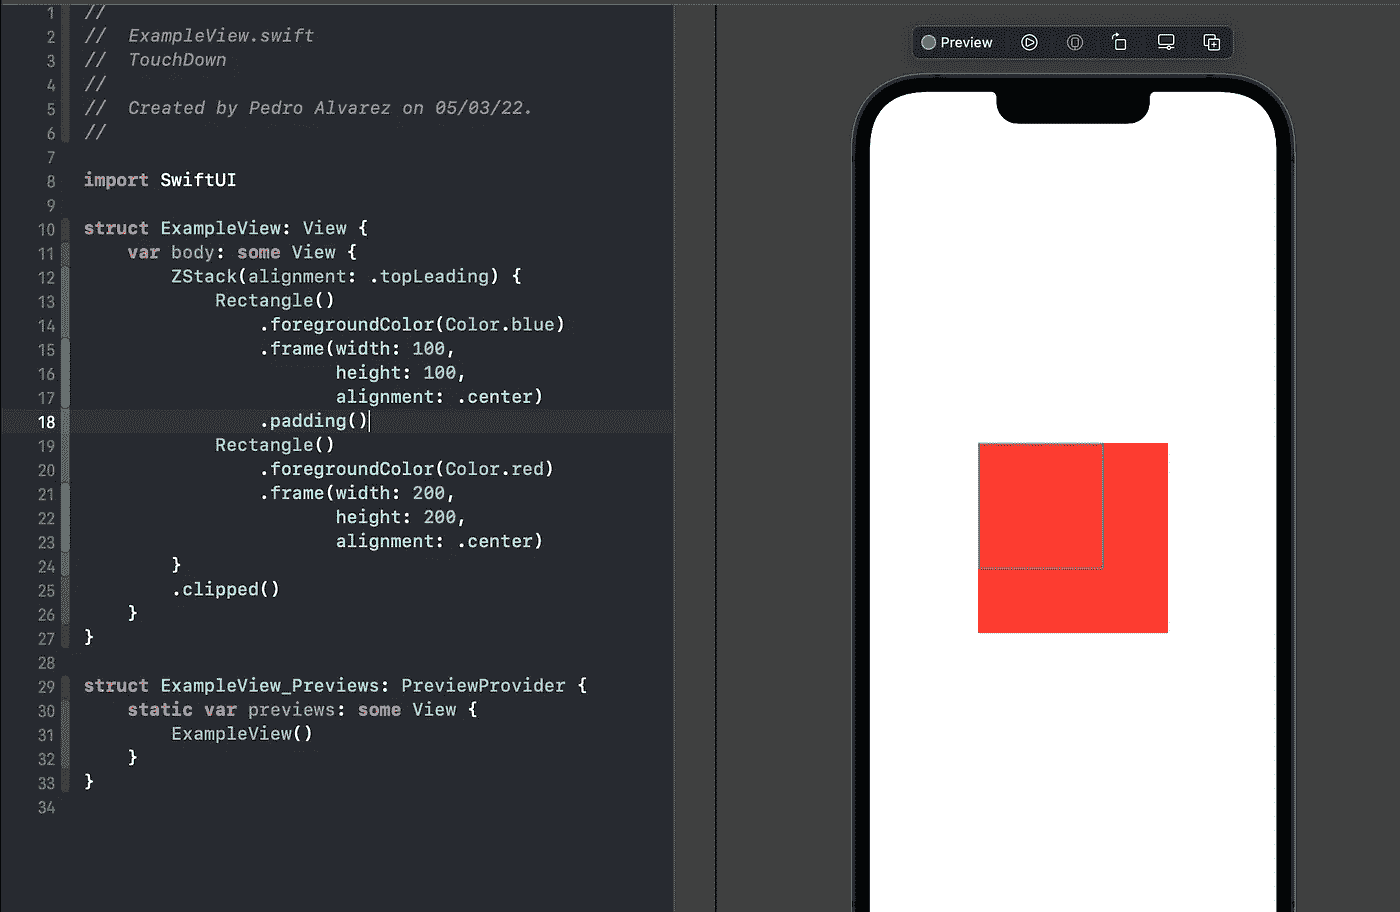 1 //
2 //  ExampleView.swift
3 //  TouchDown
4 //
5 //  Created by Pedro Alvarez on 05/03/22.
6 //
7
8 import SwiftUI
9
10 struct ExampleView: View {
11     var body: some View {
12         ZStack(alignment: .topLeading) {
13             Rectangle()
14                 .foregroundColor(Color.blue)
15                 .frame(width: 100,
16                        height: 100,
17                        alignment: .center)
18                 .padding()
19             Rectangle()
20                 .foregroundColor(Color.red)
21                 .frame(width: 200,
22                        height: 200,
23                        alignment: .center)
24         }
25         .clipped()
26     }
27 }
28
29 struct ExampleView_Previews: PreviewProvider {
30     static var previews: some View {
31         ExampleView()
32     }
33 }
34
Preview